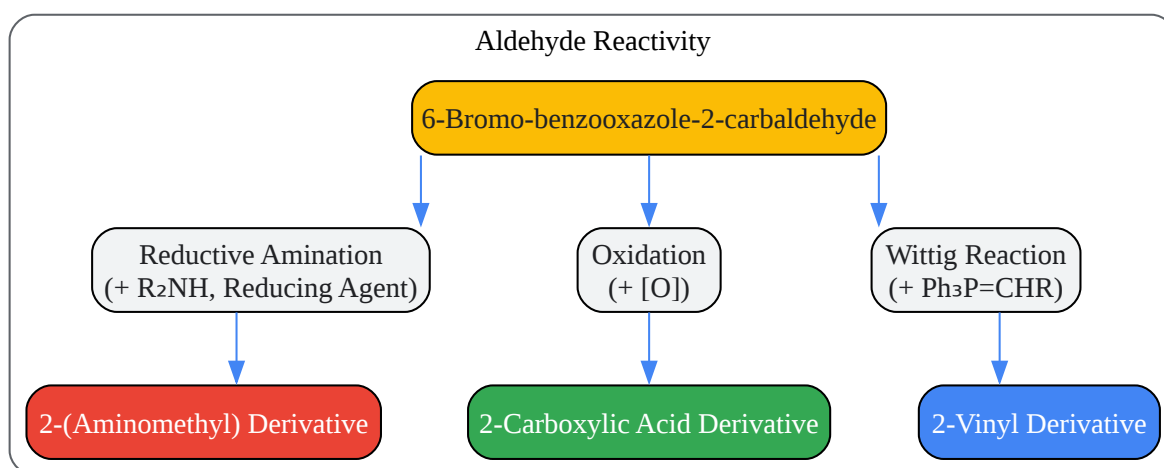 Aldehyde Reactivity
6-Bromo-benzooxazole-2-carbaldehyde
Reductive Amination
(+ R₂NH, Reducing Agent)
Oxidation
(+ [O])
Wittig Reaction
(+ Ph₃P=CHR)
2-(Aminomethyl) Derivative
2-Carboxylic Acid Derivative
2-Vinyl Derivative